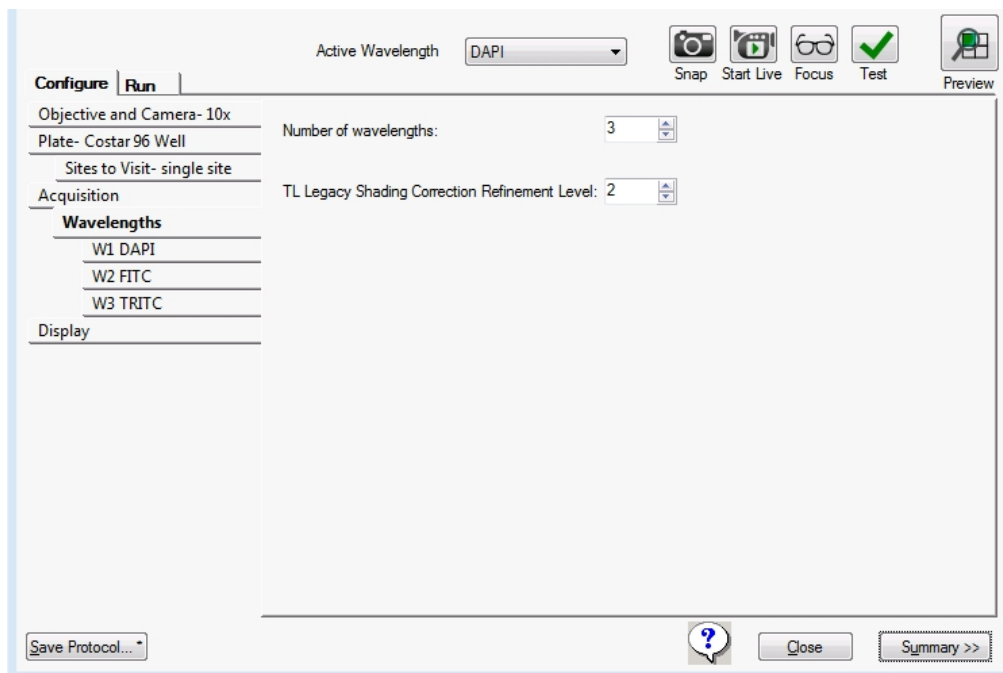 Active Wavelength DAPI
Snap Start Live Focus Test Preview
Configure Run
Objective and Camera- 10x
Plate- Costar 96 Well
Sites to Visit- single site
Acquisition
Wavelengths
W1 DAPI
W2 FITC
W3 TRITC
Display
Number of wavelengths: 3
TL Legacy Shading Correction Refinement Level: 2
Save Protocol... *
? Close Summary >>